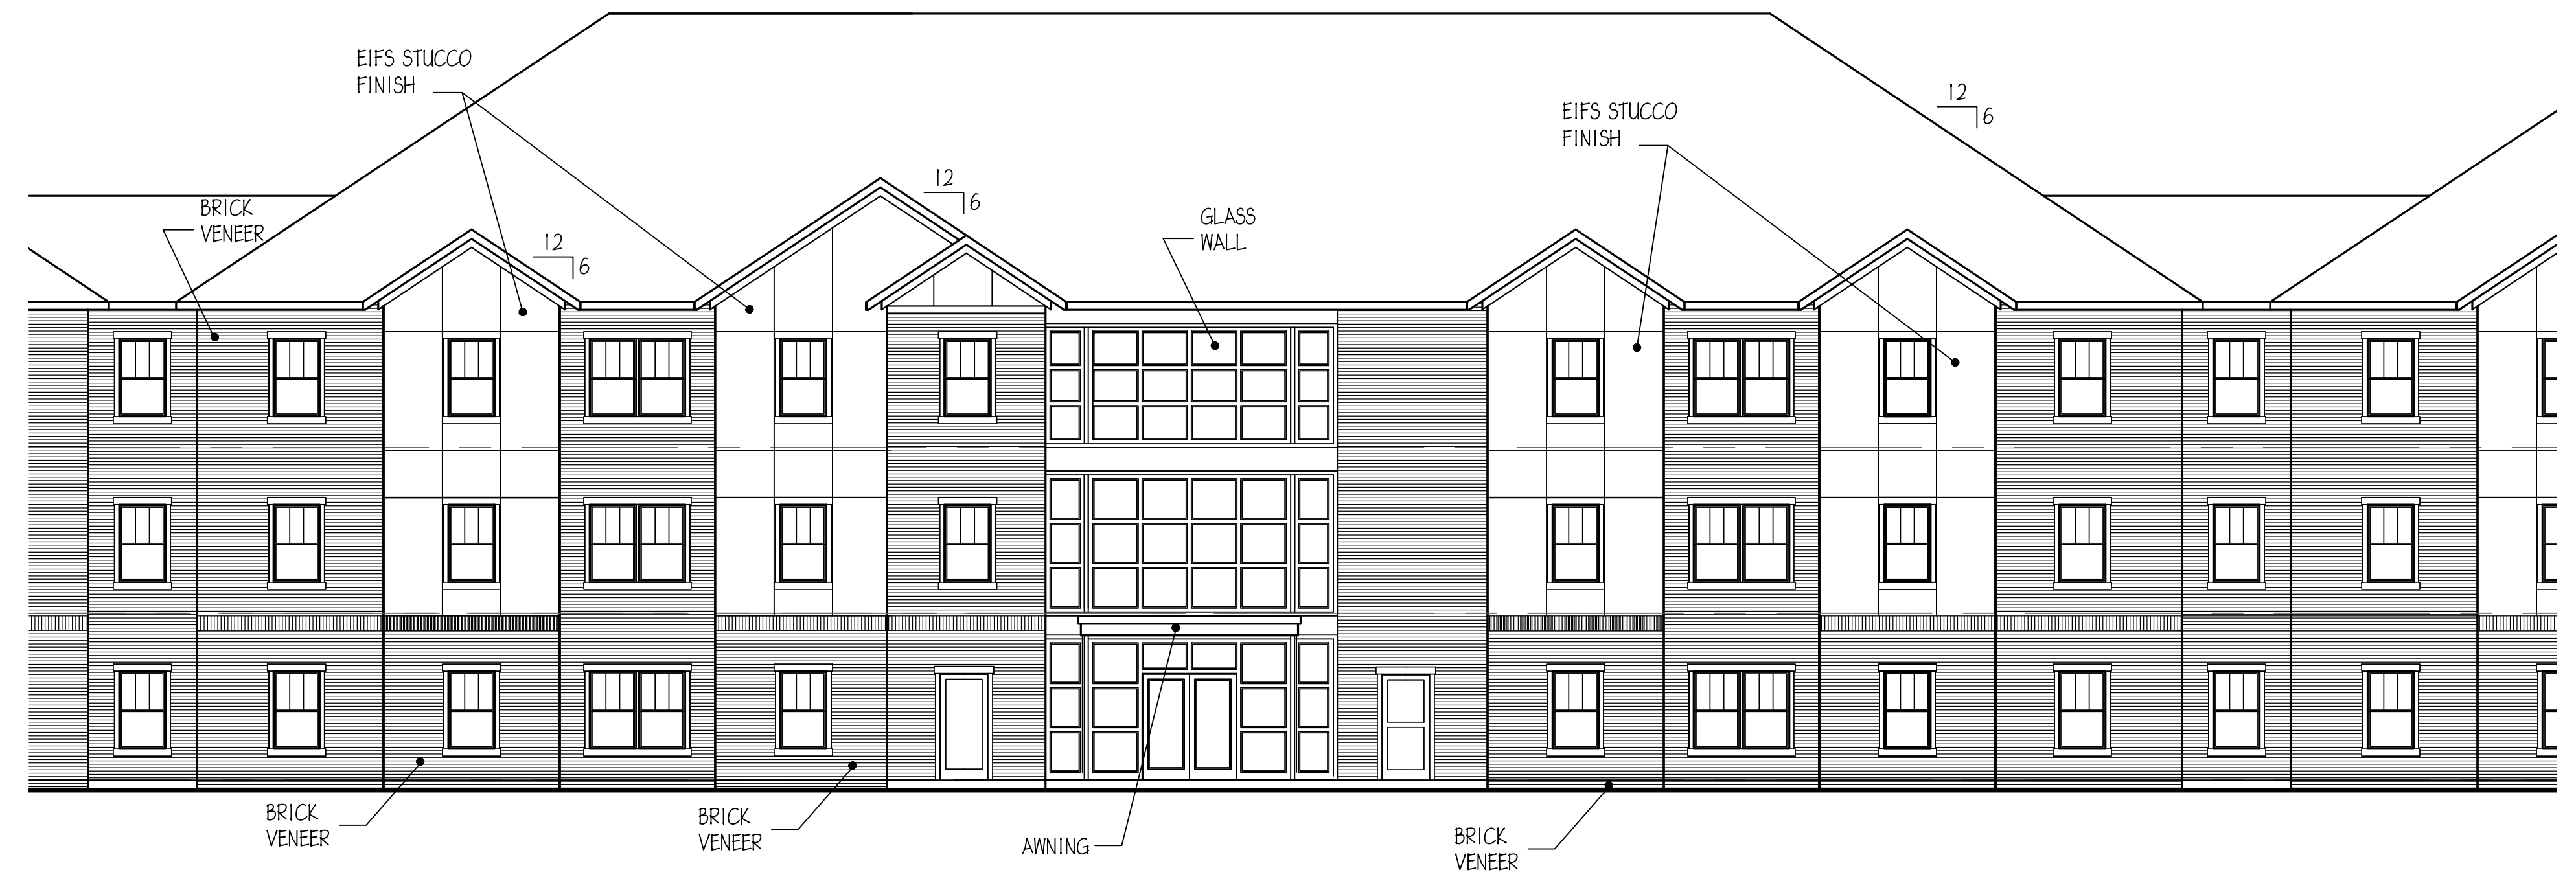 EIFS STUCCO
FINISH
12
6
EIFS STUCCO
FINISH
12
6
BRICK
VENEER
GLASS
WALL
12
6
BRICK
VENEER
BRICK
VENEER
AWNING
BRICK
VENEER